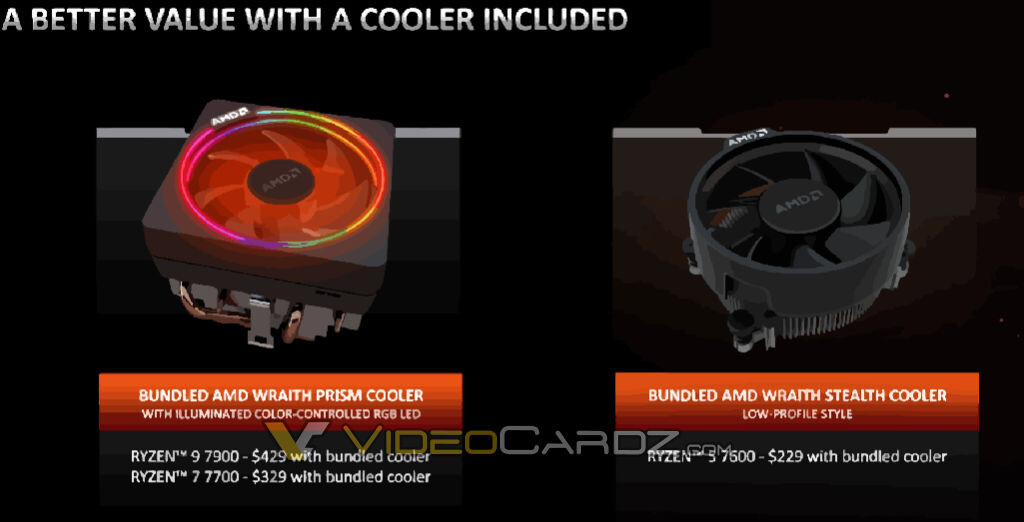 A BETTER VALUE WITH A COOLER INCLUDED
AMD
AMD
AMD
AMD
BUNDLED AMD WRAITH PRISM COOLER
WITH ILLUMINATED COLOR-CONTROLLED RGB LED
BUNDLED AMD WRAITH STEALTH COOLER
LOW-PROFILE STYLE
VIDEOCARDZ.COM
RYZEN™ 9 7900 - $429 with bundled cooler
RYZEN™ 7 7700 - $329 with bundled cooler
RYZEN™ 5 7600 - $229 with bundled cooler